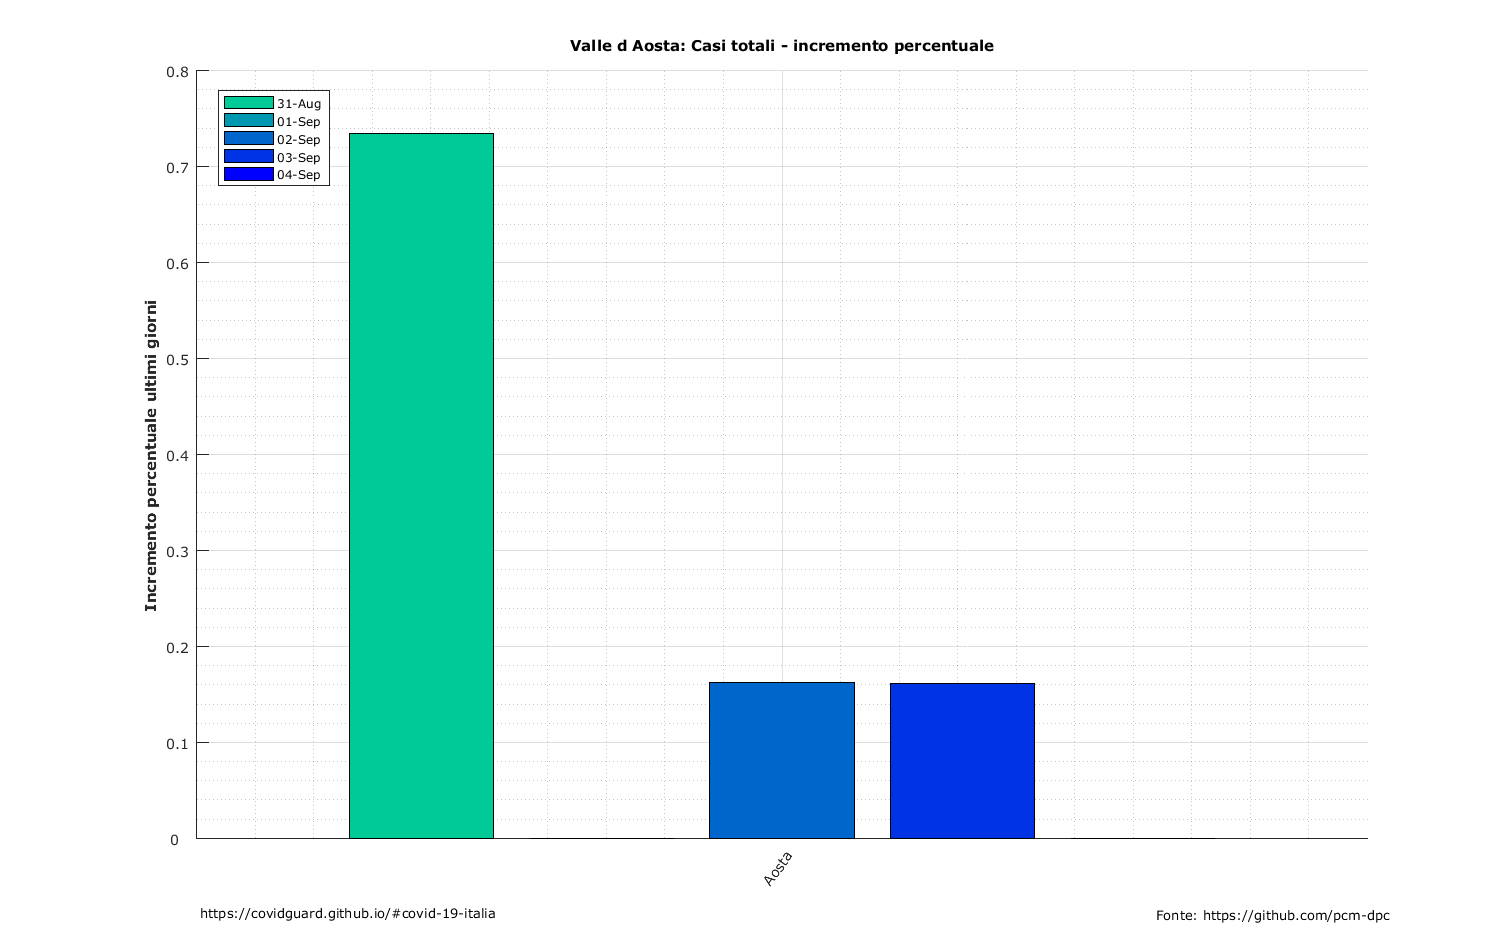 Valle d Aosta: Casi totali - incremento percentuale
0.8
0.7
0.6
0.5
0.4
0.3
0.2
0.1
0
Incremento percentuale ultimi giorni
31-Aug
01-Sep
02-Sep
03-Sep
04-Sep
Aosta
https://covidguard.github.io/#covid-19-italia
Fonte: https://github.com/pcm-dpc